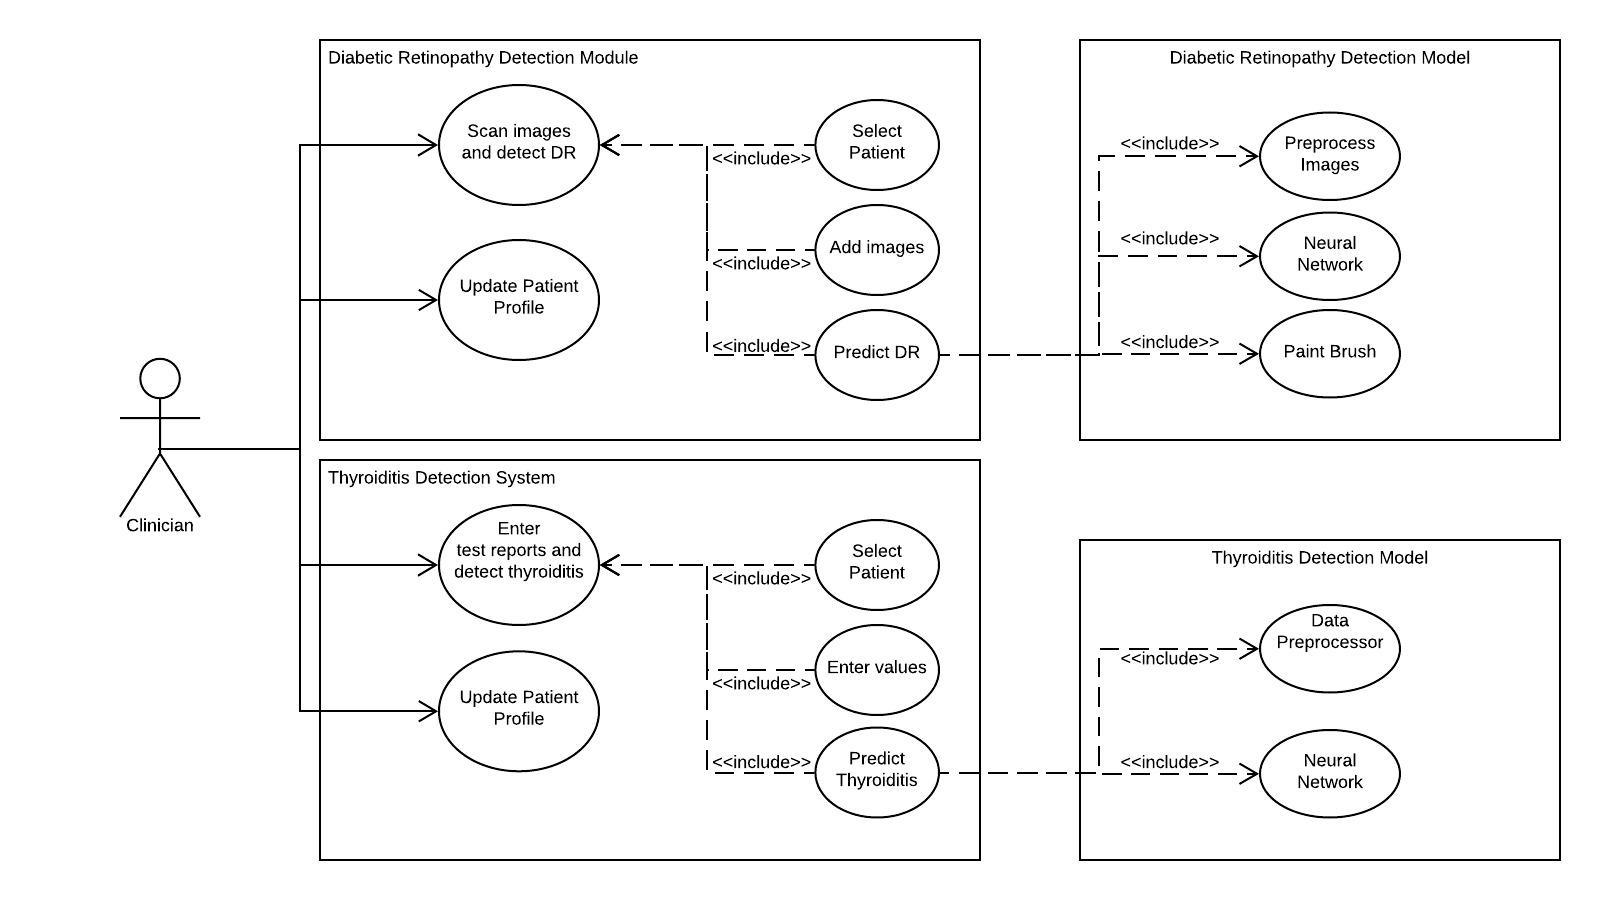 Diabetic Retinopathy Detection Module
Scan images
and detect DR
<<include>>
Select
Patient
Update Patient
Profile
<<include>>
Add images
<<include>>
Predict DR
Diabetic Retinopathy Detection Model
<<include>>
Preprocess
Images
<<include>>
Neural
Network
<<include>>
Paint Brush
Clinician
Thyroiditis Detection System
Enter
test reports and
detect thyroiditis
<<include>>
Select
Patient
Update Patient
Profile
<<include>>
Enter values
<<include>>
Predict
Thyroiditis
Thyroiditis Detection Model
<<include>>
Data
Preprocessor
<<include>>
Neural
Network